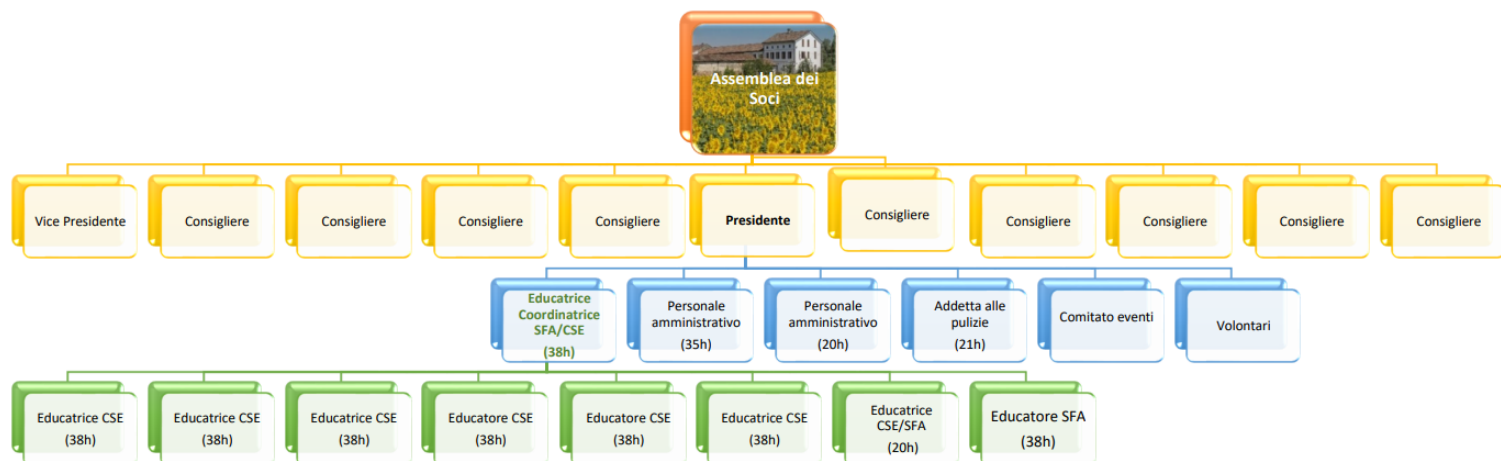 Assemblea dei
Soci
Vice Presidente
Consigliere
Consigliere
Consigliere
Consigliere
Presidente
Consigliere
Consigliere
Consigliere
Consigliere
Consigliere
Educatrice
Coordinatrice
SFA/CSE
(38h)
Personale
amministrativo
(35h)
Personale
amministrativo
(20h)
Addetta alle
pulizie
(21h)
Comitato eventi
Volontari
Educatrice CSE
(38h)
Educatrice CSE
(38h)
Educatrice CSE
(38h)
Educatore CSE
(38h)
Educatore CSE
(38h)
Educatrice CSE
(38h)
Educatrice
CSE/SFA
(20h)
Educatore SFA
(38h)